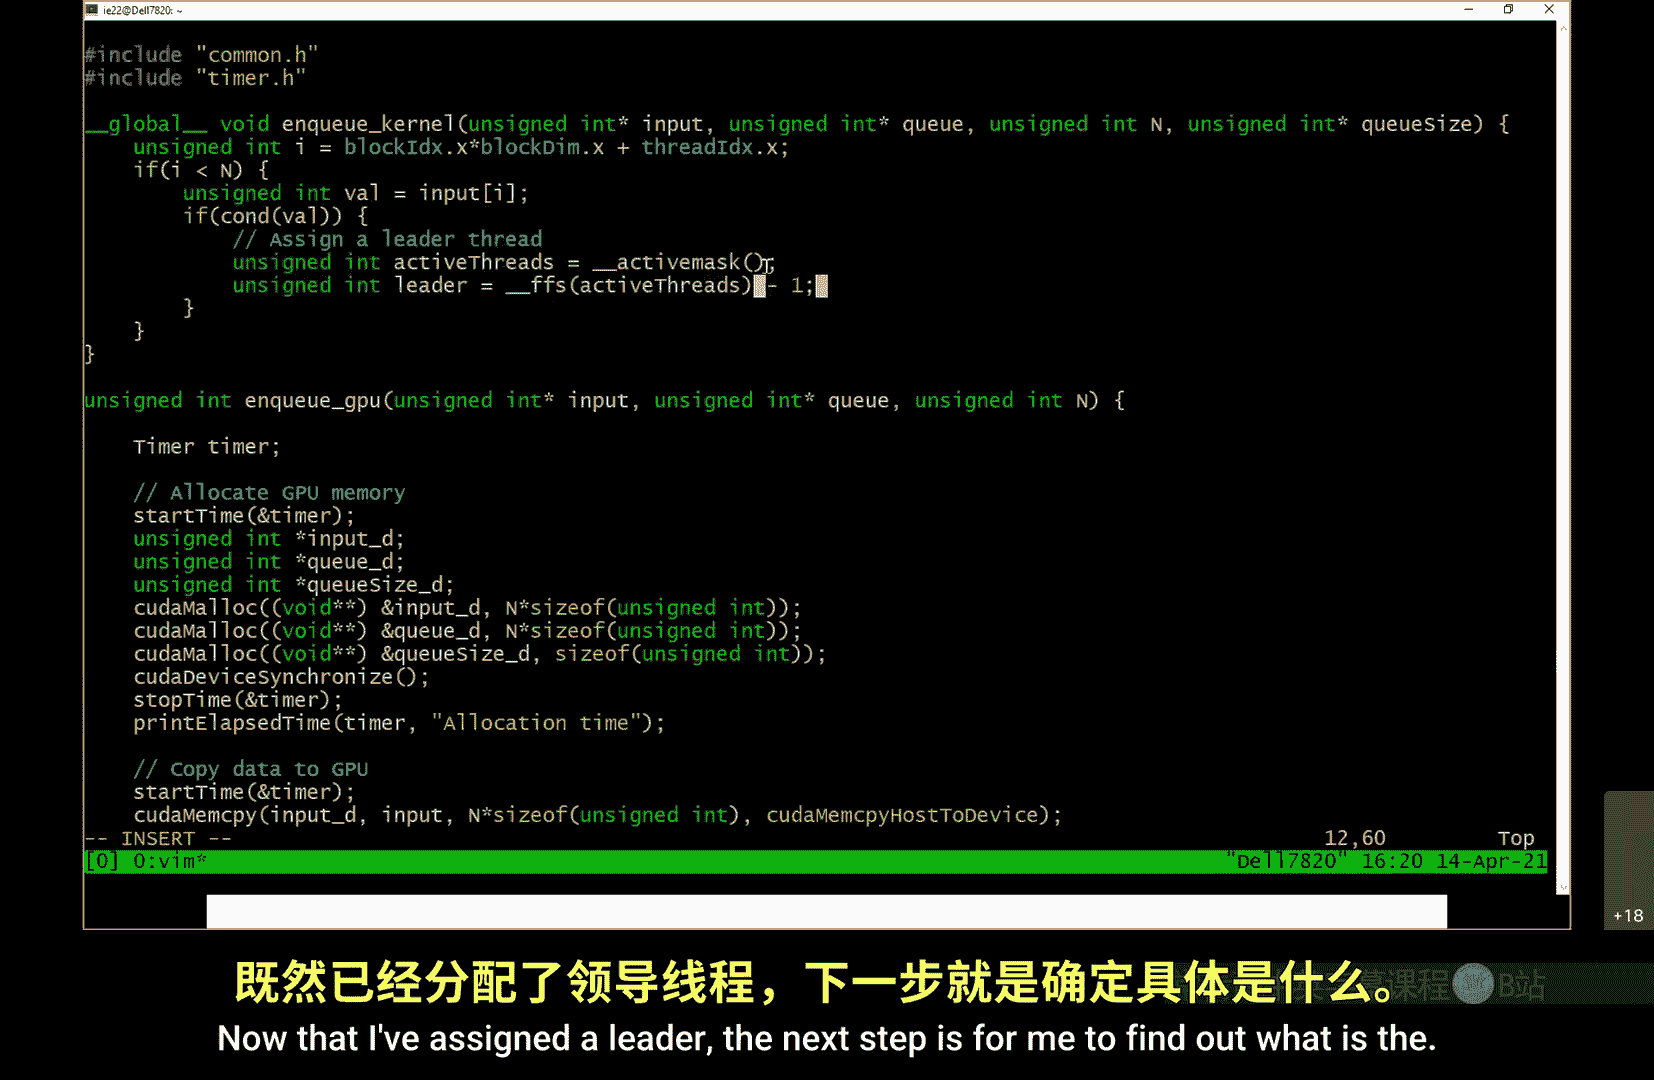 ie22@Dell7820: ~
#include "common.h"
#include "timer.h"
__global__ void enqueue_kernel(unsigned int* input, unsigned int* queue, unsigned int N, unsigned int* queueSize) {
    unsigned int i = blockIdx.x*blockDim.x + threadIdx.x;
    if(i < N) {
        unsigned int val = input[i];
        if(cond(val)) {
            // Assign a leader thread
            unsigned int activeThreads = __activemask();
            unsigned int leader = __ffs(activeThreads) - 1;
        }
    }
}
unsigned int enqueue_gpu(unsigned int* input, unsigned int* queue, unsigned int N) {
    Timer timer;
    // Allocate GPU memory
    startTime(&timer);
    unsigned int *input_d;
    unsigned int *queue_d;
    unsigned int *queueSize_d;
    cudaMalloc((void**) &input_d, N*sizeof(unsigned int));
    cudaMalloc((void**) &queue_d, N*sizeof(unsigned int));
    cudaMalloc((void**) &queueSize_d, sizeof(unsigned int));
    cudaDeviceSynchronize();
    stopTime(&timer);
    printElapsedTime(timer, "Allocation time");
    // Copy data to GPU
    startTime(&timer);
    cudaMemcpy(input_d, input, N*sizeof(unsigned int), cudaMemcpyHostToDevice);
-- INSERT -- 12,60 Top
[0] 0:vim* "Dell7820" 16:20 14-Apr-21
+18
既然已经分配了领导线程，下一步就是确定具体是什么。
课程 B站
Now that I've assigned a leader, the next step is for me to find out what is the.